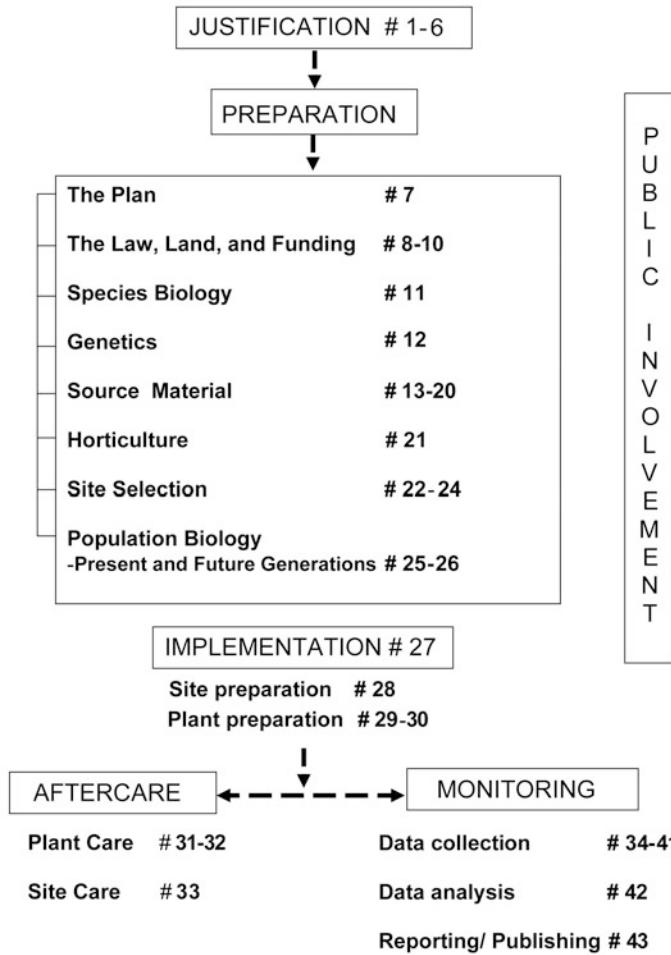 JUSTIFICATION # 1-6
PREPARATION
The Plan # 7
The Law, Land, and Funding # 8-10
Species Biology # 11
Genetics # 12
Source Material # 13-20
Horticulture # 21
Site Selection # 22-24
Population Biology
-Present and Future Generations # 25-26
PUBLIC INVOLVEMENT
IMPLEMENTATION # 27
Site preparation # 28
Plant preparation # 29-30
AFTERCARE
Plant Care # 31-32
Site Care # 33
MONITORING
Data collection # 34-41
Data analysis # 42
Reporting/ Publishing # 43